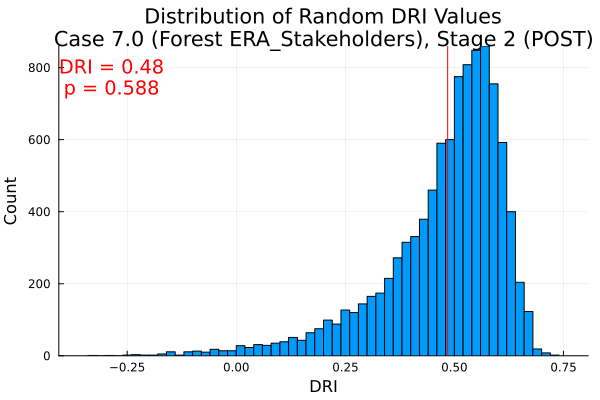 Distribution of Random DRI Values
Case 7.0 (Forest ERA_Stakeholders), Stage 2 (POST)
DRI = 0.48
p = 0.588
800
600
400
200
0
Count
−0.25 0.00 0.25 0.50 0.75
DRI